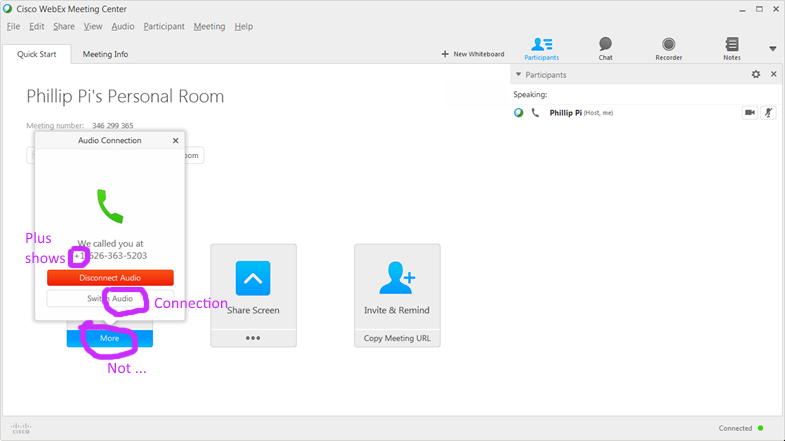 Cisco WebEx Meeting Center
File Edit Share View Audio Participant Meeting Help
Quick Start Meeting Info
New Whiteboard
Participants Chat Recorder Notes
Participants
Speaking:
Phillip Pi (Host, me)
Phillip Pi's Personal Room
Meeting number: 346 299 365
oom
Audio Connection
We called you at
+1 626-363-5203
Disconnect Audio
Switch Audio
Plus
shows
Connection
More
Not ...
Share Screen
Invite & Remind
Copy Meeting URL
cisco
Connected